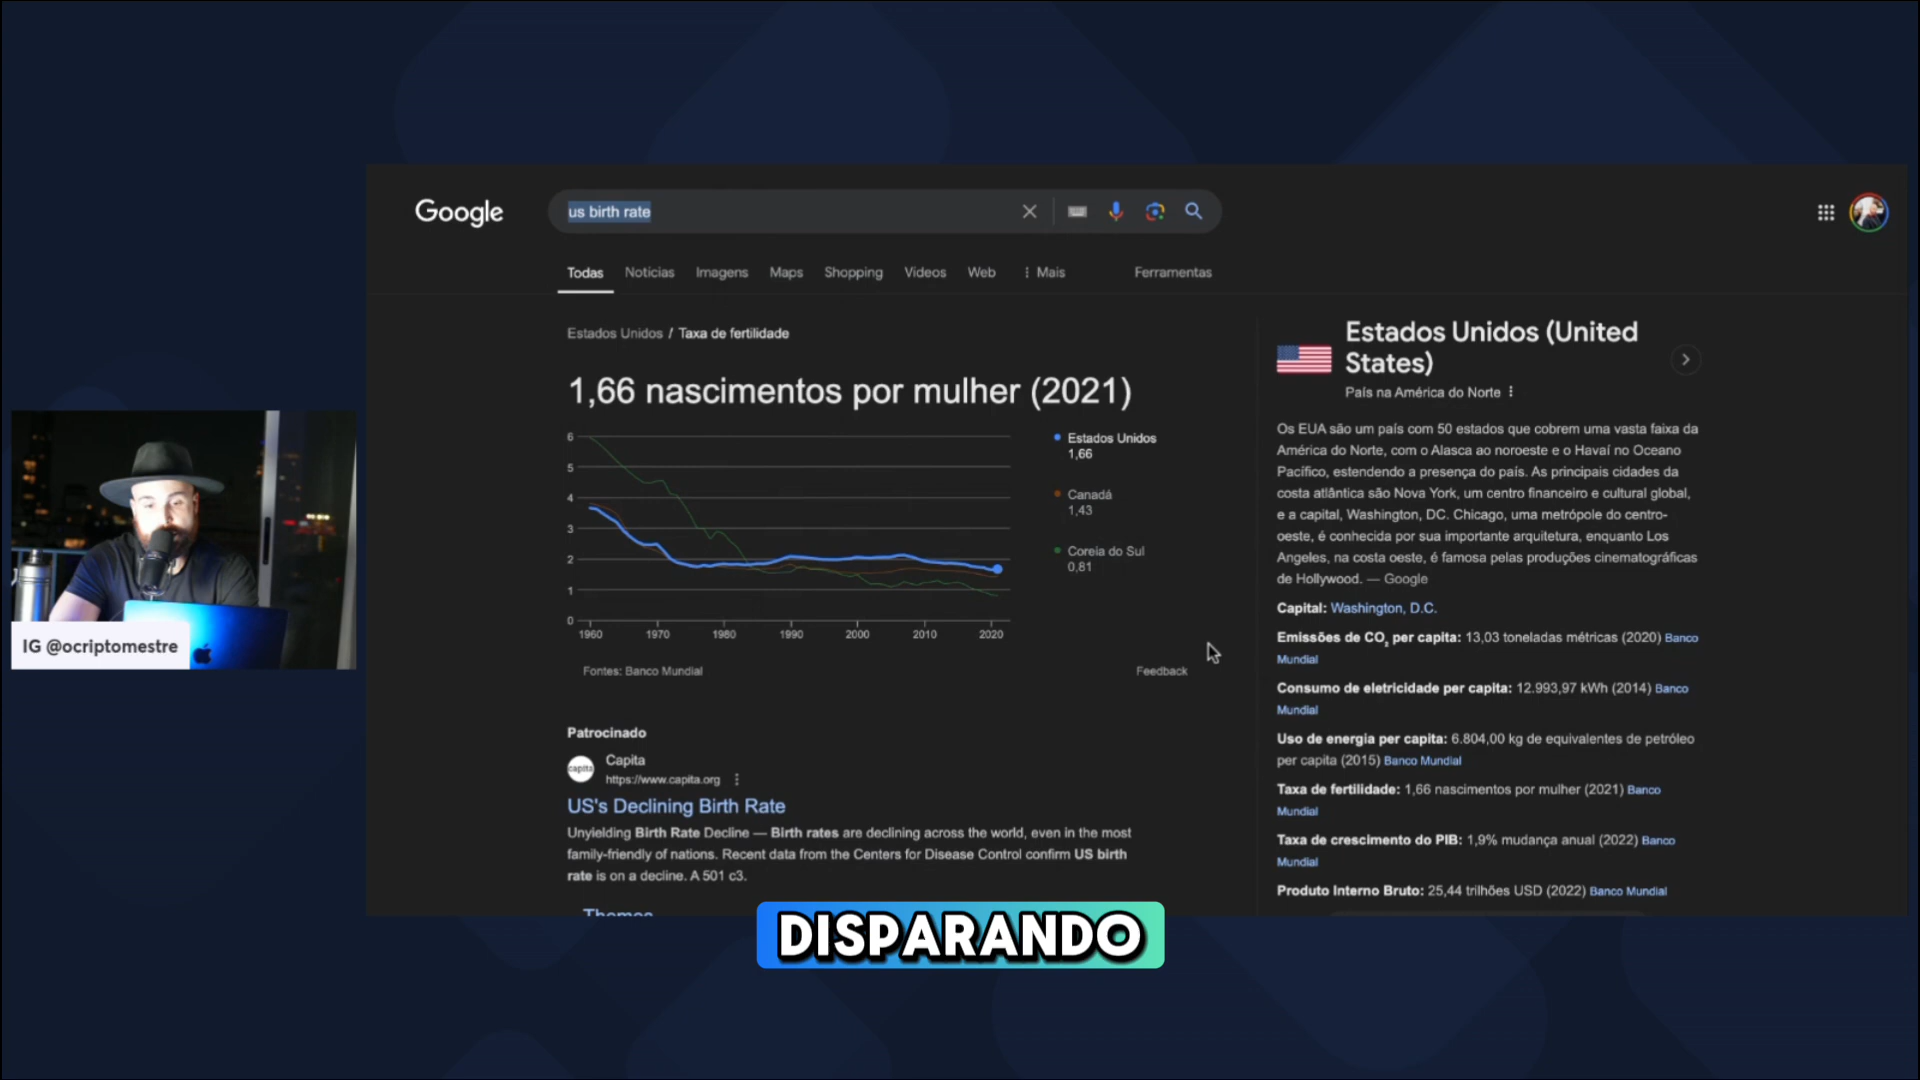 Google
us birth rate
Todas
Notícias
Imagens
Maps
Shopping
Vídeos
Web
Mais
Ferramentas
Estados Unidos / Taxa de fertilidade
1,66 nascimentos por mulher (2021)
6
5
4
3
2
1
0
1960
1970
1980
1990
2000
2010
2020
Estados Unidos
1,66
Canadá
1,43
Coreia do Sul
0,81
Fontes: Banco Mundial
Feedback
Patrocinado
capita
Capita
https://www.capita.org
US's Declining Birth Rate
Unyielding Birth Rate Decline — Birth rates are declining across the world, even in the most
family-friendly of nations. Recent data from the Centers for Disease Control confirm US birth
rate is on a decline. A 501 c3.
Themes
Estados Unidos (United
States)
País na América do Norte
Os EUA são um país com 50 estados que cobrem uma vasta faixa da
América do Norte, com o Alasca ao noroeste e o Havaí no Oceano
Pacífico, estendendo a presença do país. As principais cidades da
costa atlântica são Nova York, um centro financeiro e cultural global,
e a capital, Washington, DC. Chicago, uma metrópole do centro-
oeste, é conhecida por sua importante arquitetura, enquanto Los
Angeles, na costa oeste, é famosa pelas produções cinematográficas
de Hollywood. — Google
Capital: Washington, D.C.
Emissões de CO₂ per capita: 13,03 toneladas métricas (2020) Banco
Mundial
Consumo de eletricidade per capita: 12.993,97 kWh (2014) Banco
Mundial
Uso de energia per capita: 6.804,00 kg de equivalentes de petróleo
per capita (2015) Banco Mundial
Taxa de fertilidade: 1,66 nascimentos por mulher (2021) Banco
Mundial
Taxa de crescimento do PIB: 1,9% mudança anual (2022) Banco
Mundial
Produto Interno Bruto: 25,44 trilhões USD (2022) Banco Mundial
IG @ocriptomestre
DISPARANDO